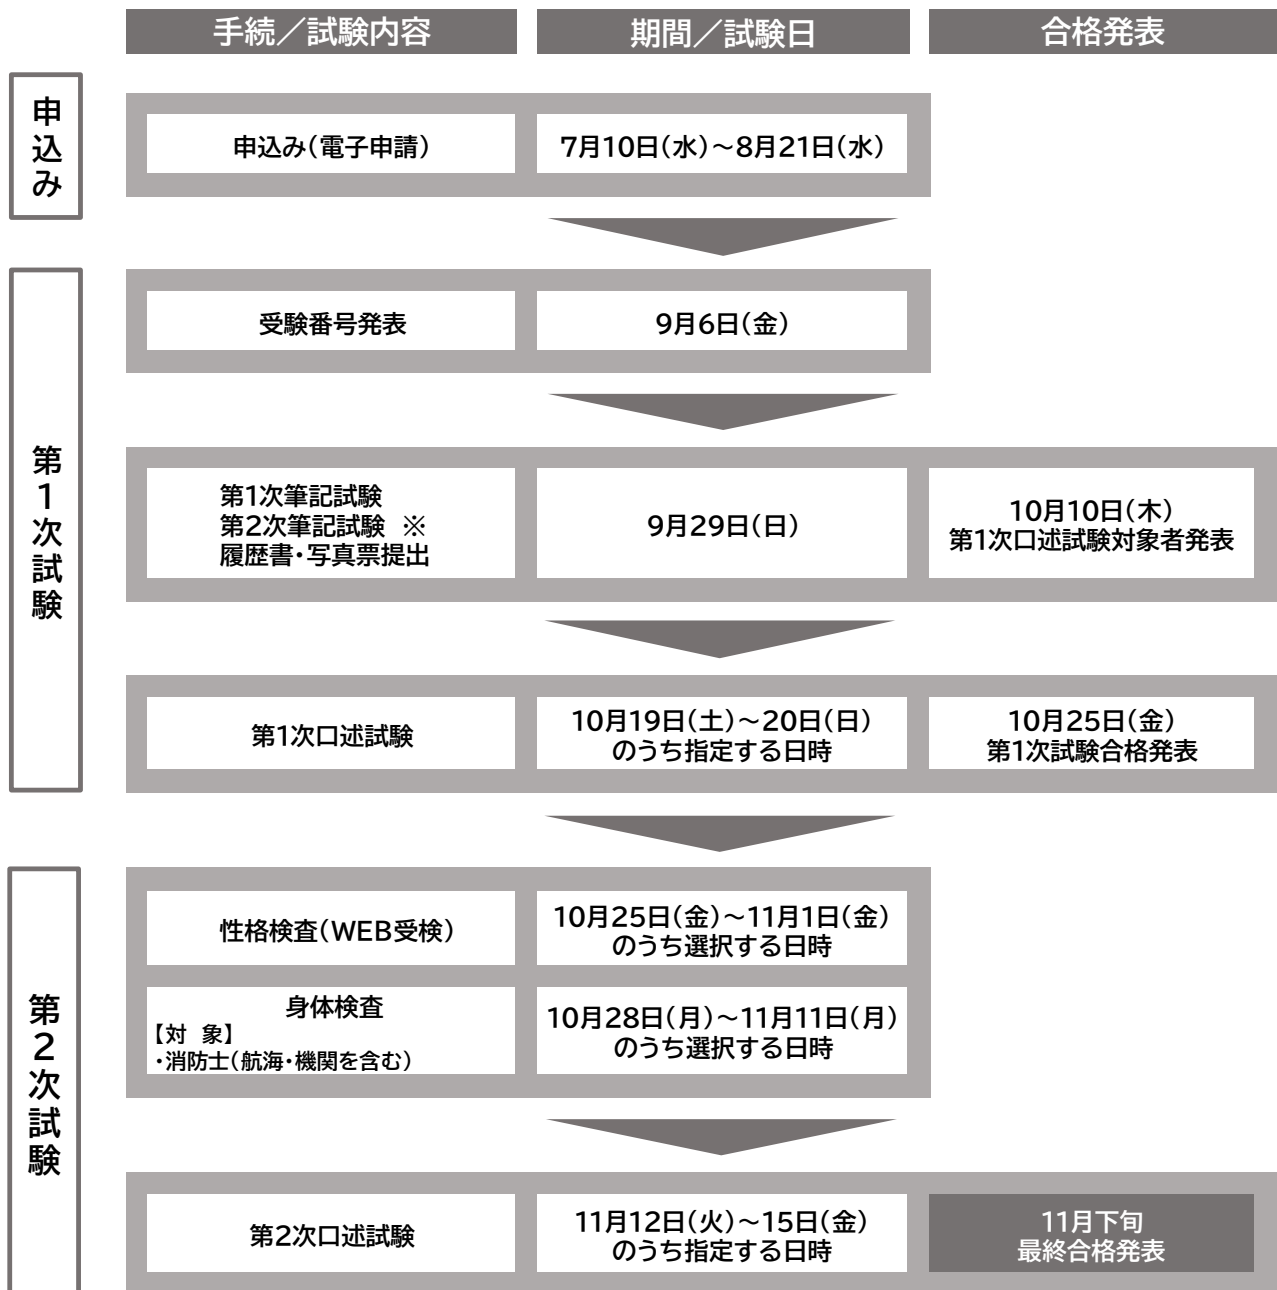 手続／試験内容
期間／試験日
合格発表
申込み
申込み(電子申請)
7月10日(水)～8月21日(水)
第1次試験
受験番号発表
9月6日(金)
第1次筆記試験
第2次筆記試験 ※
履歴書・写真票提出
9月29日(日)
10月10日(木)
第1次口述試験対象者発表
第1次口述試験
10月19日(土)～20日(日)
のうち指定する日時
10月25日(金)
第1次試験合格発表
第2次試験
性格検査(WEB受検)
10月25日(金)～11月1日(金)
のうち選択する日時
身体検査
【対 象】
・消防士(航海・機関を含む)
10月28日(月)～11月11日(月)
のうち選択する日時
第2次口述試験
11月12日(火)～15日(金)
のうち指定する日時
11月下旬
最終合格発表